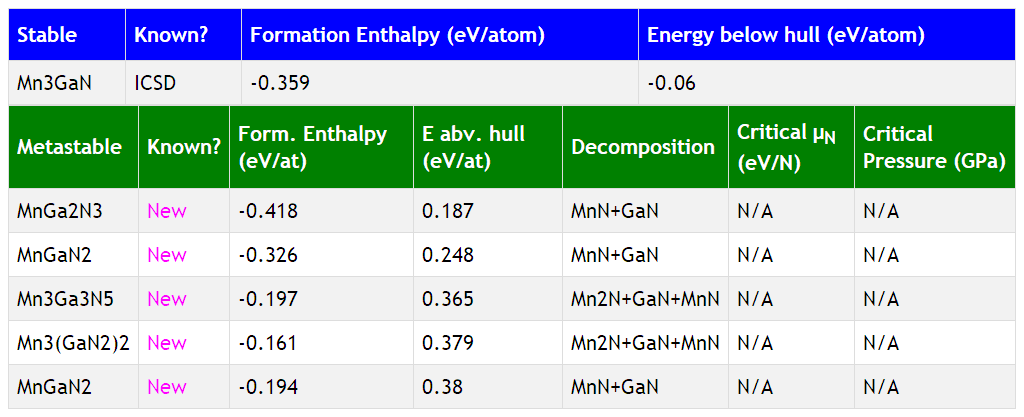 Stable Known? Formation Enthalpy (eV/atom) Energy below hull (eV/atom)
Mn3GaN ICSD -0.359 -0.06
Metastable Known? Form. Enthalpy (eV/at) E abv. hull (eV/at) Decomposition Critical μN (eV/N) Critical Pressure (GPa)
MnGa2N3 New -0.418 0.187 MnN+GaN N/A N/A
MnGaN2 New -0.326 0.248 MnN+GaN N/A N/A
Mn3Ga3N5 New -0.197 0.365 Mn2N+GaN+MnN N/A N/A
Mn3(GaN2)2 New -0.161 0.379 Mn2N+GaN+MnN N/A N/A
MnGaN2 New -0.194 0.38 MnN+GaN N/A N/A